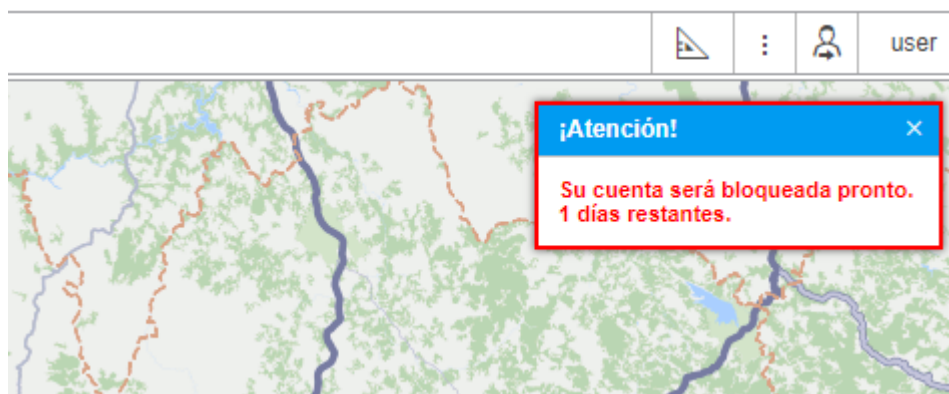 user
¡Atención!
Su cuenta será bloqueada pronto.
1 días restantes.